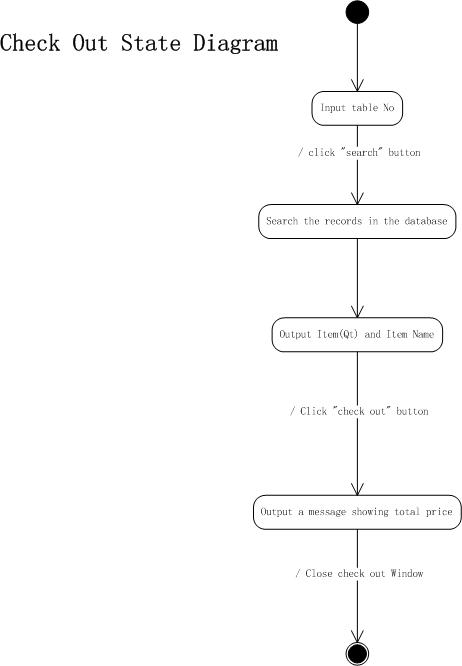 Check Out State Diagram
Input table No
/ click "search" button
Search the records in the database
Output Item(Qt) and Item Name
/ Click "check out" button
Output a message showing total price
/ Close check out Window